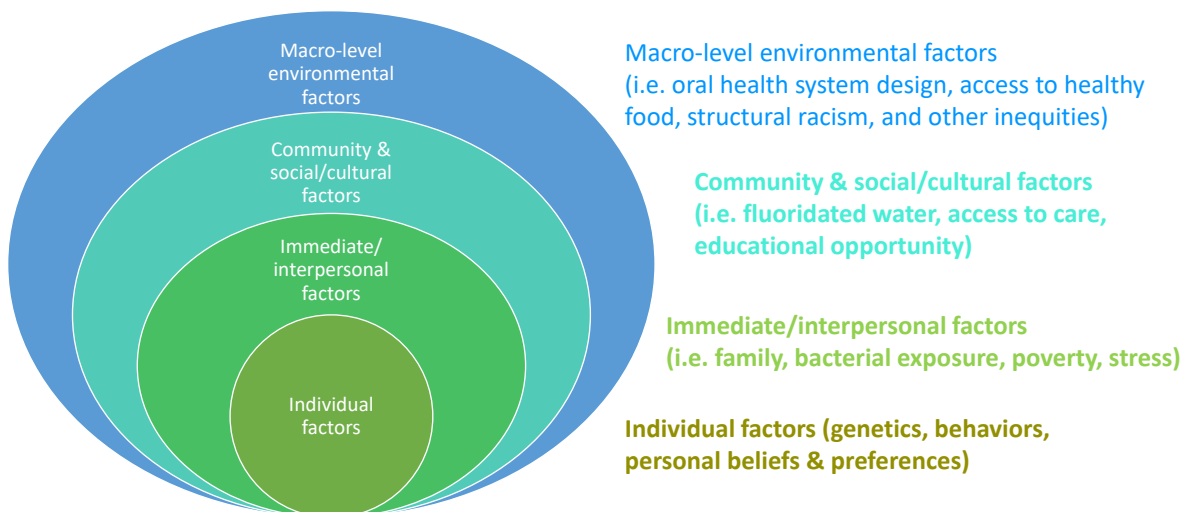 Macro-level
environmental
factors
Community &
social/cultural
factors
Immediate/
interpersonal
factors
Individual
factors
Macro-level environmental factors
(i.e. oral health system design, access to healthy
food, structural racism, and other inequities)
Community & social/cultural factors
(i.e. fluoridated water, access to care,
educational opportunity)
Immediate/interpersonal factors
(i.e. family, bacterial exposure, poverty, stress)
Individual factors (genetics, behaviors,
personal beliefs & preferences)